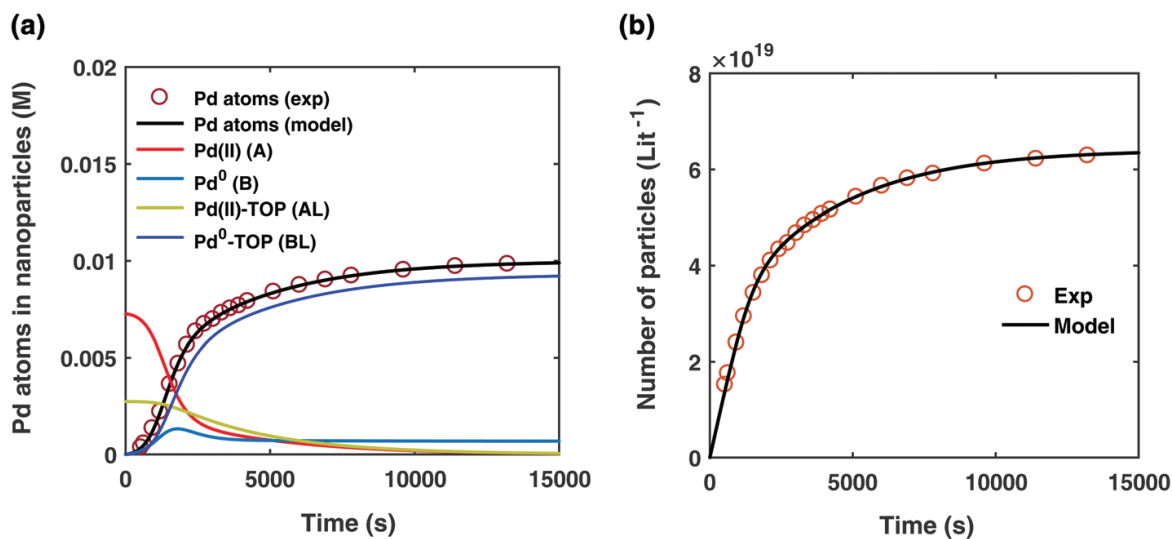 (a)
Pd atoms in nanoparticles (M)
0.02
0.015
0.01
0.005
0
Pd atoms (exp)
Pd atoms (model)
Pd(II) (A)
Pd⁰ (B)
Pd(II)-TOP (AL)
Pd⁰-TOP (BL)
0 5000 10000 15000
Time (s)
(b)
×10¹⁹
Number of particles (Lit⁻¹)
8
6
4
2
0
Exp
Model
0 5000 10000 15000
Time (s)